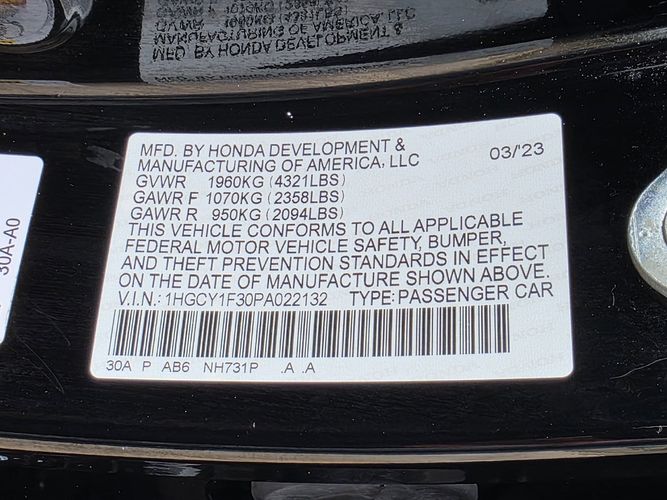 MFD. BY HONDA DEVELOPMENT &
MANUFACTURING OF AMERICA, LLC 03/'23
GVWR 1960KG (4321LBS)
GAWR F 1070KG (2358LBS)
GAWR R 950KG (2094LBS)
THIS VEHICLE CONFORMS TO ALL APPLICABLE
FEDERAL MOTOR VEHICLE SAFETY, BUMPER,
AND THEFT PREVENTION STANDARDS IN EFFECT
ON THE DATE OF MANUFACTURE SHOWN ABOVE.
V.I.N.: 1HGCY1F30PA022132 TYPE: PASSENGER CAR
30A P AB6 NH731P .A .A
30A-A0